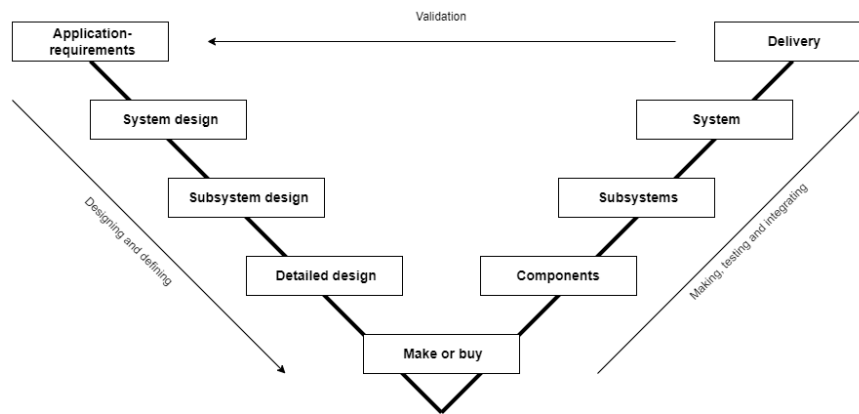 Validation
Application-
requirements
Delivery
System design
System
Subsystem design
Subsystems
Designing and defining
Making, testing and integrating
Detailed design
Components
Make or buy